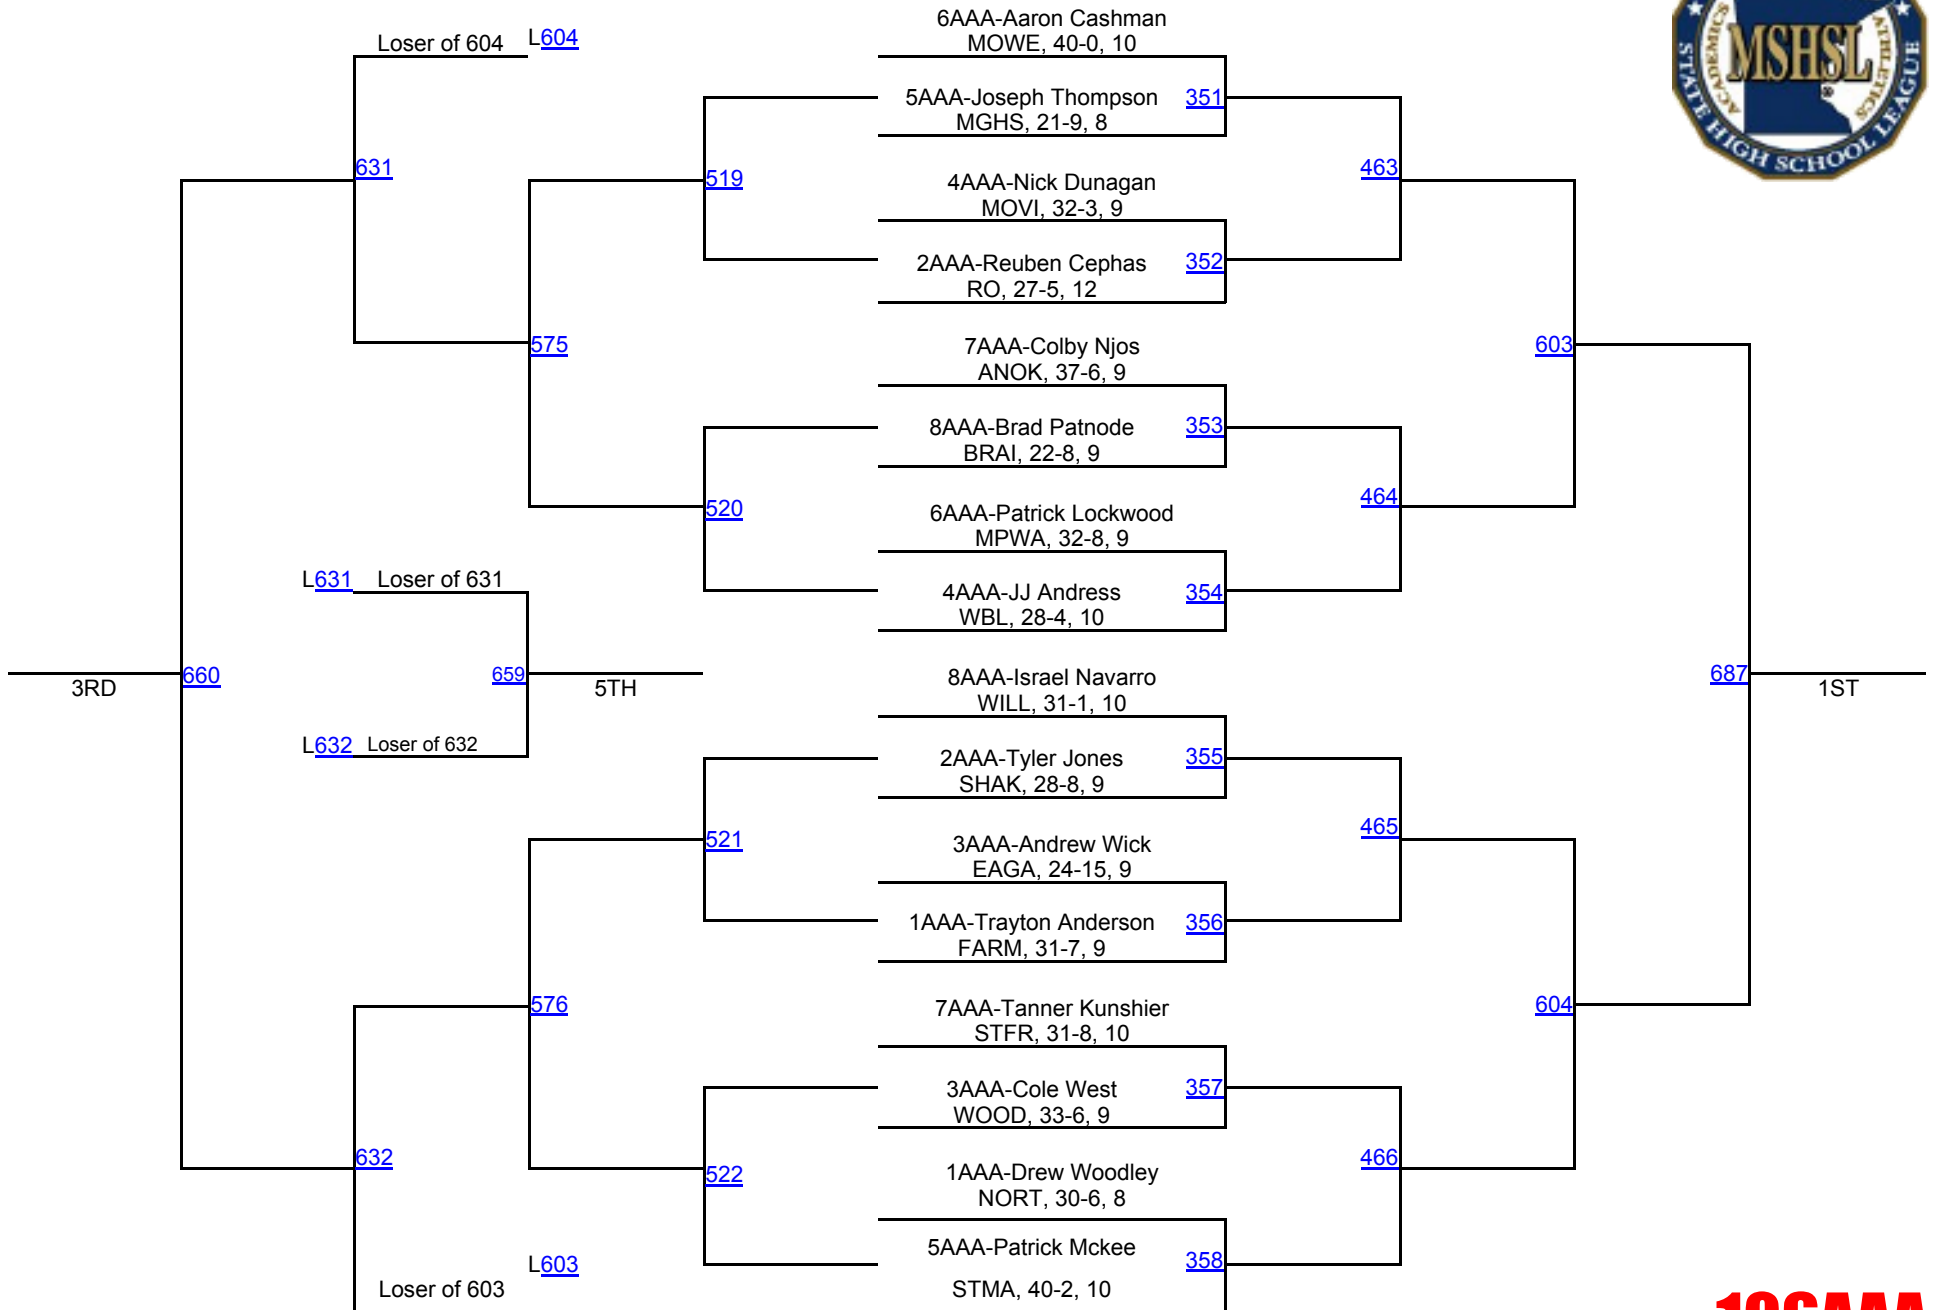 6AAA-Aaron Cashman
MOWE, 40-0, 10
Loser of 604 L604
5AAA-Joseph Thompson 351
MGHS, 21-9, 8
631
519
463
4AAA-Nick Dunagan
MOVI, 32-3, 9
2AAA-Reuben Cephas 352
RO, 27-5, 12
575
603
7AAA-Colby Njos
ANOK, 37-6, 9
8AAA-Brad Patnode 353
BRAI, 22-8, 9
520
464
6AAA-Patrick Lockwood
MPWA, 32-8, 9
L631 Loser of 631
4AAA-JJ Andress 354
WBL, 28-4, 10
3RD 660
659 5TH
8AAA-Israel Navarro
WILL, 31-1, 10
687 1ST
L632 Loser of 632
2AAA-Tyler Jones 355
SHAK, 28-8, 9
521
465
3AAA-Andrew Wick
EAGA, 24-15, 9
1AAA-Trayton Anderson 356
FARM, 31-7, 9
576
604
7AAA-Tanner Kunshier
STFR, 31-8, 10
3AAA-Cole West 357
WOOD, 33-6, 9
632
522
466
1AAA-Drew Woodley
NORT, 30-6, 8
5AAA-Patrick Mckee 358
STMA, 40-2, 10
L603
Loser of 603
ACADEMICS
MSHSL
ATHLETICS
STATE HIGH SCHOOL LEAGUE
106AAA